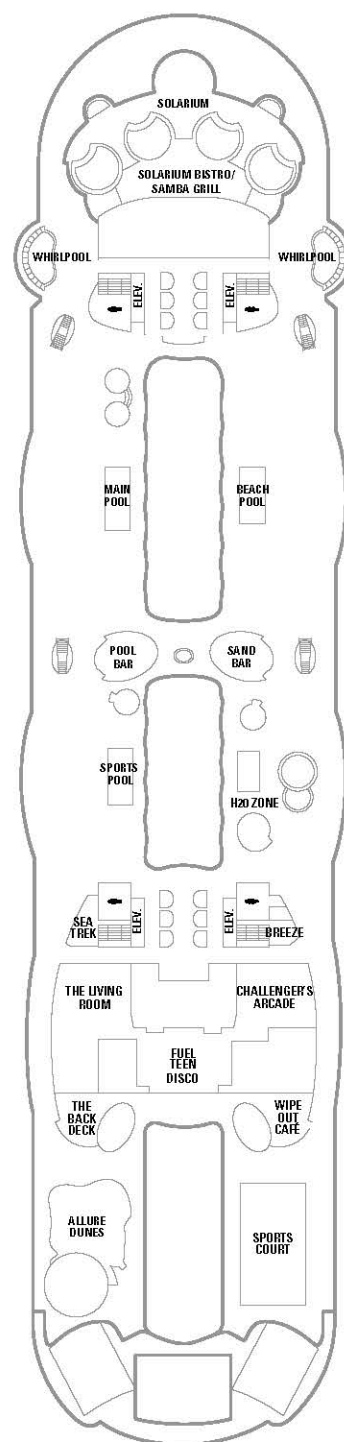 SOLARIUM
SOLARIUM BISTRO/
SAMBA GRILL
WHIRLPOOL
WHIRLPOOL
ELEV.
ELEV.
MAIN
POOL
BEACH
POOL
POOL
BAR
SAND
BAR
SPORTS
POOL
H20 ZONE
SEA
TREK
ELEV.
ELEV.
BREEZE
THE LIVING
ROOM
CHALLENGER'S
ARCADE
FUEL
TEEN
DISCO
THE
BACK
DECK
WIPE
OUT
CAFÉ
ALLURE
DUNES
SPORTS
COURT